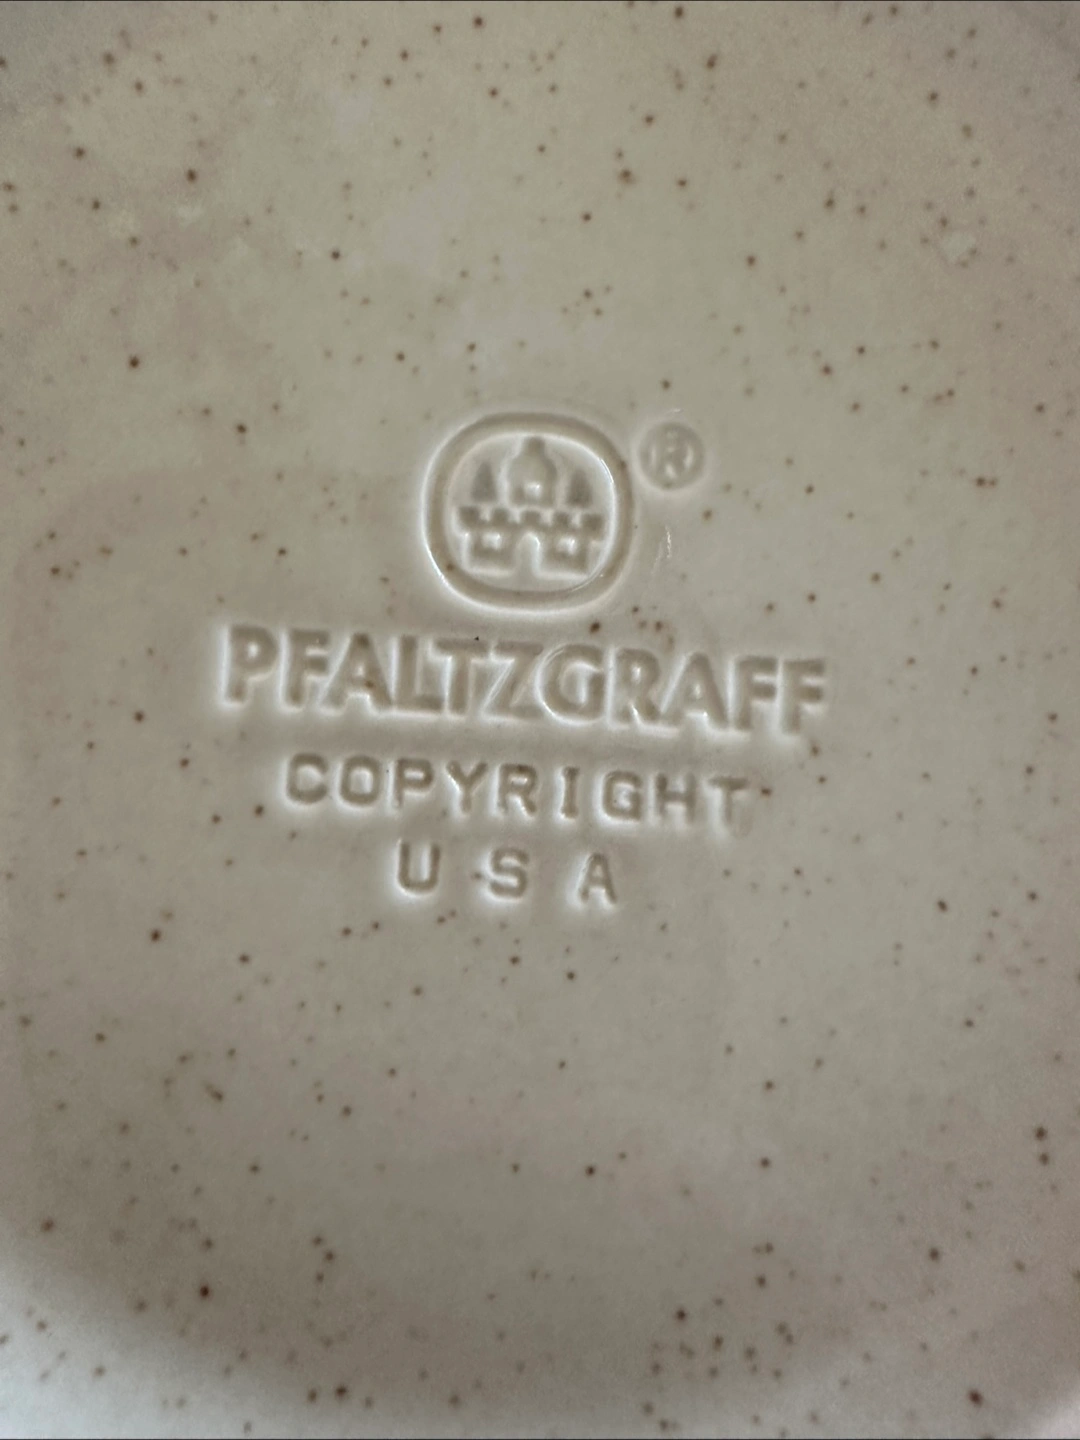 ®
PFALTZGRAFF
COPYRIGHT
U S A